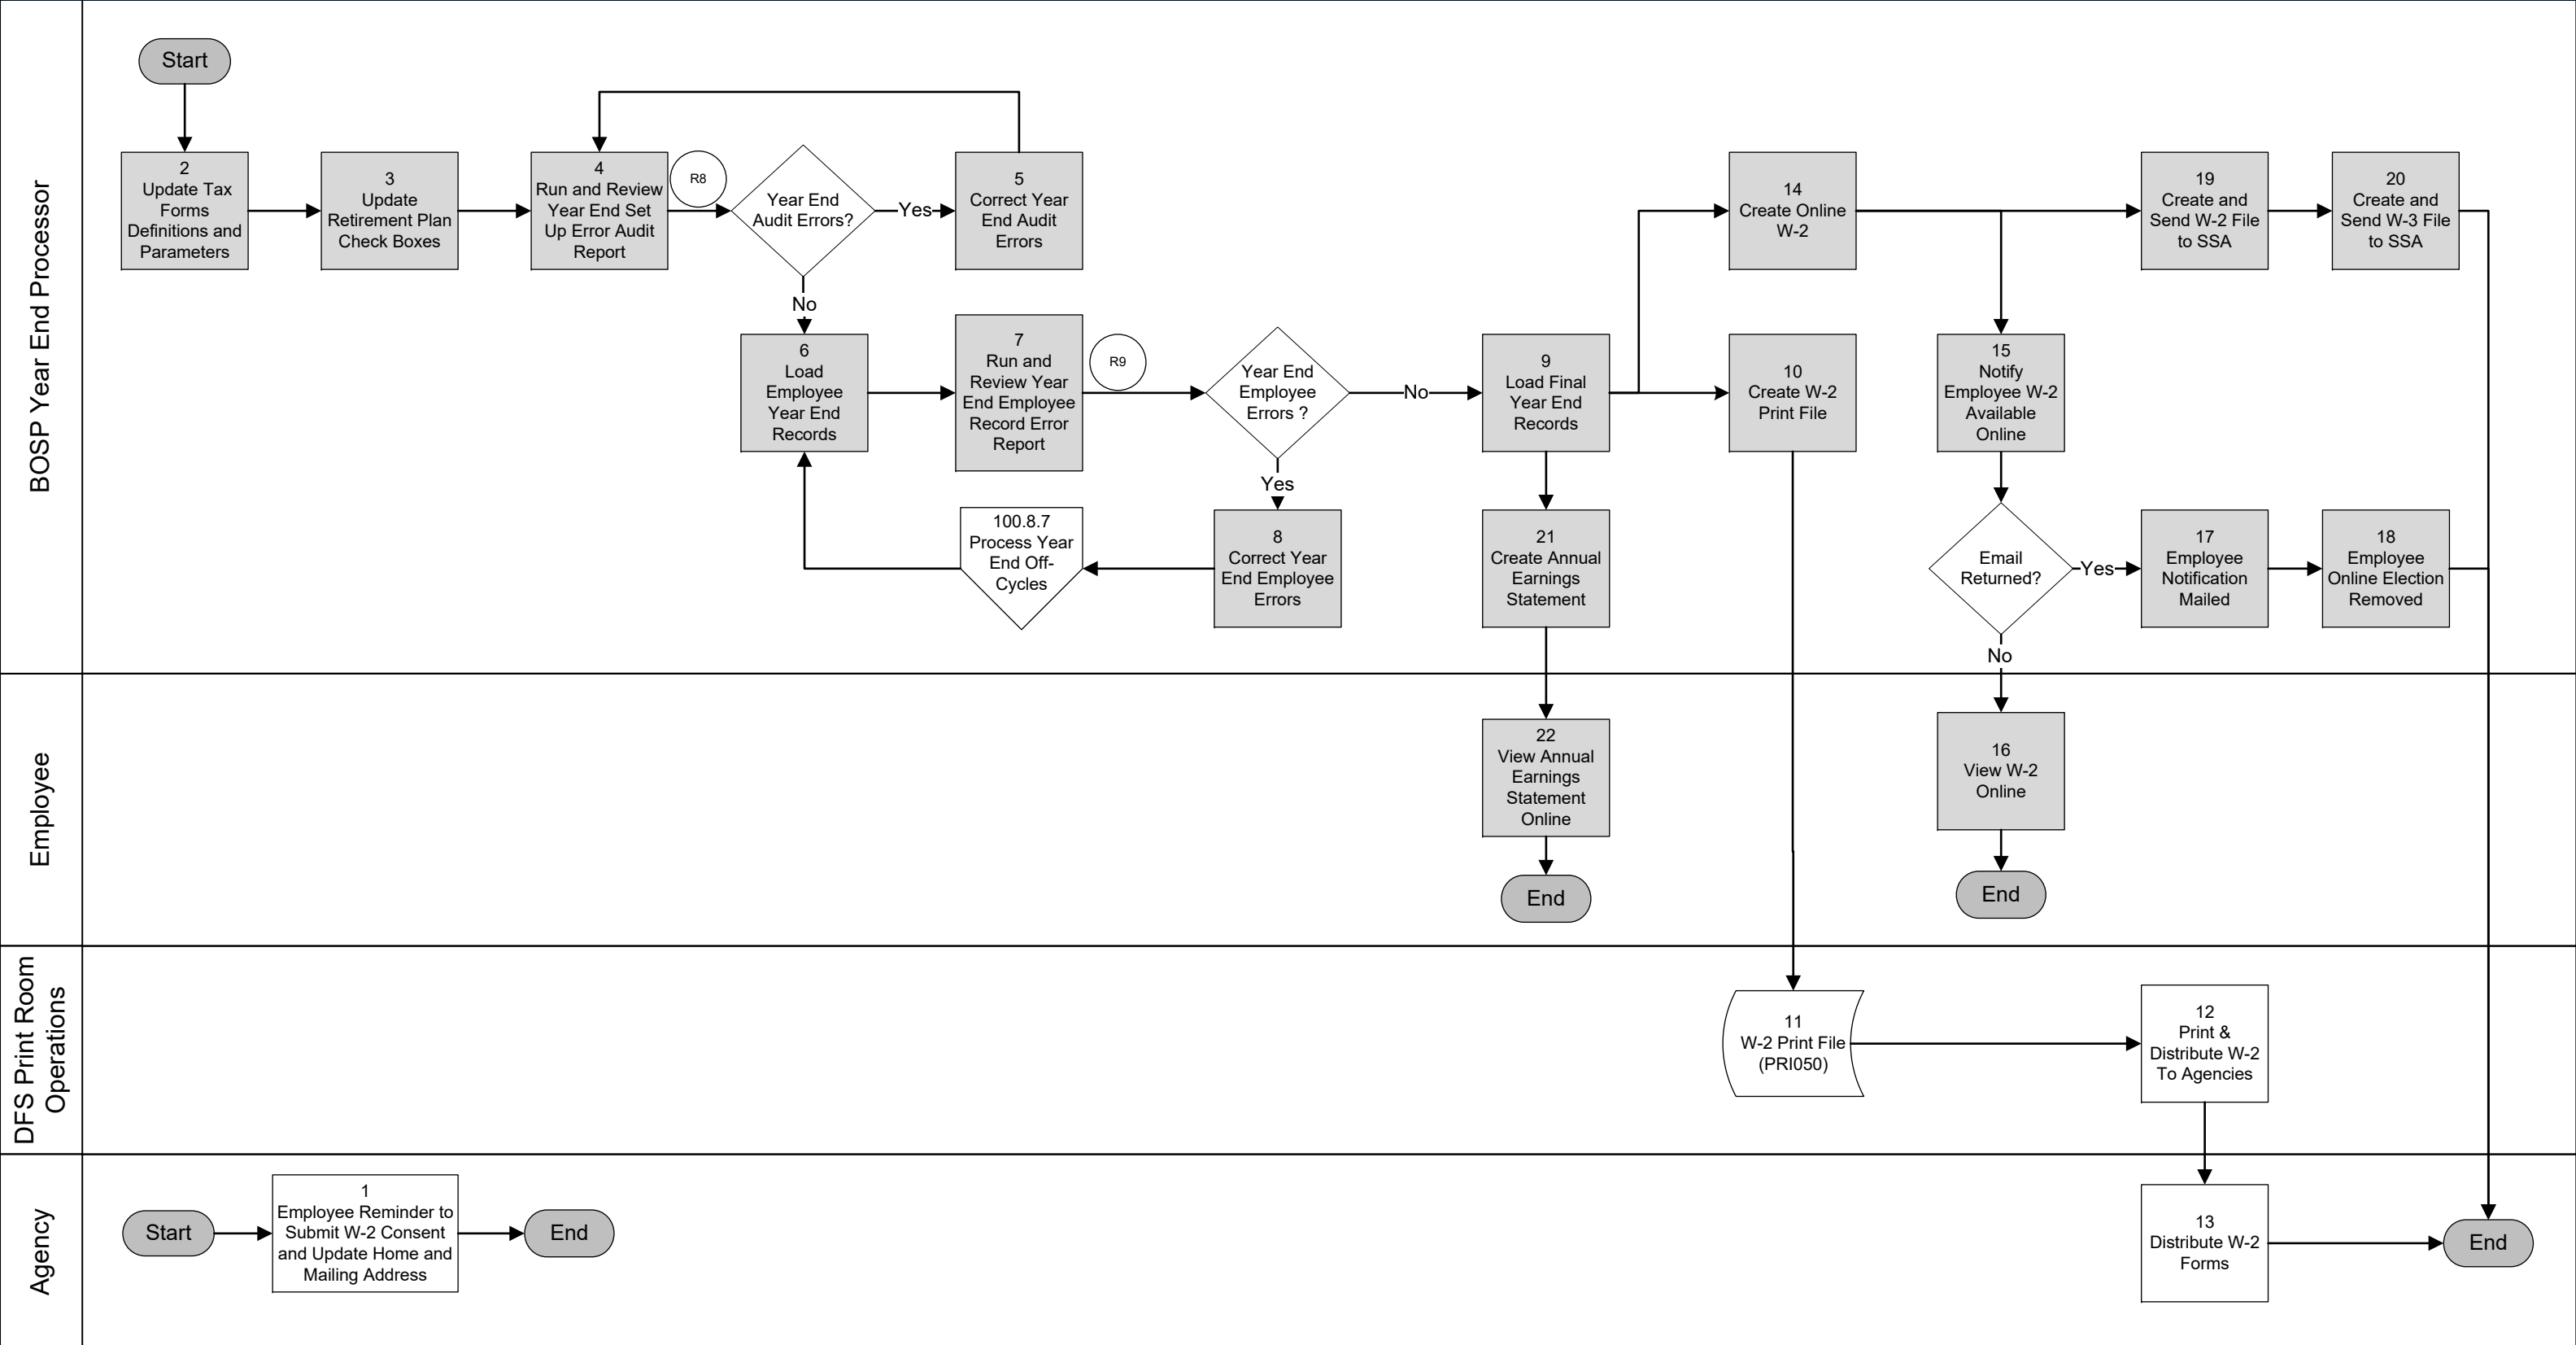 BOSP Year End Processor
Start
2
Update Tax
Forms
Definitions and
Parameters
3
Update
Retirement Plan
Check Boxes
4
Run and Review
Year End Set
Up Error Audit
Report
R8
Year End
Audit Errors?
Yes
5
Correct Year
End Audit
Errors
No
6
Load
Employee
Year End
Records
7
Run and
Review Year
End Employee
Record Error
Report
R9
Year End
Employee
Errors ?
Yes
8
Correct Year
End Employee
Errors
100.8.7
Process Year
End Off-
Cycles
No
9
Load Final
Year End
Records
14
Create Online
W-2
10
Create W-2
Print File
19
Create and
Send W-2 File
to SSA
20
Create and
Send W-3 File
to SSA
15
Notify
Employee W-2
Available
Online
Email
Returned?
Yes
17
Employee
Notification
Mailed
18
Employee
Online Election
Removed
No
21
Create Annual
Earnings
Statement
Employee
22
View Annual
Earnings
Statement
Online
End
16
View W-2
Online
End
DFS Print Room
Operations
11
W-2 Print File
(PRI050)
12
Print &
Distribute W-2
To Agencies
Agency
Start
1
Employee Reminder to
Submit W-2 Consent
and Update Home and
Mailing Address
End
13
Distribute W-2
Forms
End